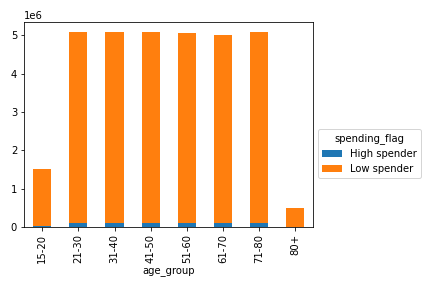 1e6
5
4
3
2
1
0
15-20
21-30
31-40
41-50
51-60
61-70
71-80
80+
age_group
spending_flag
High spender
Low spender